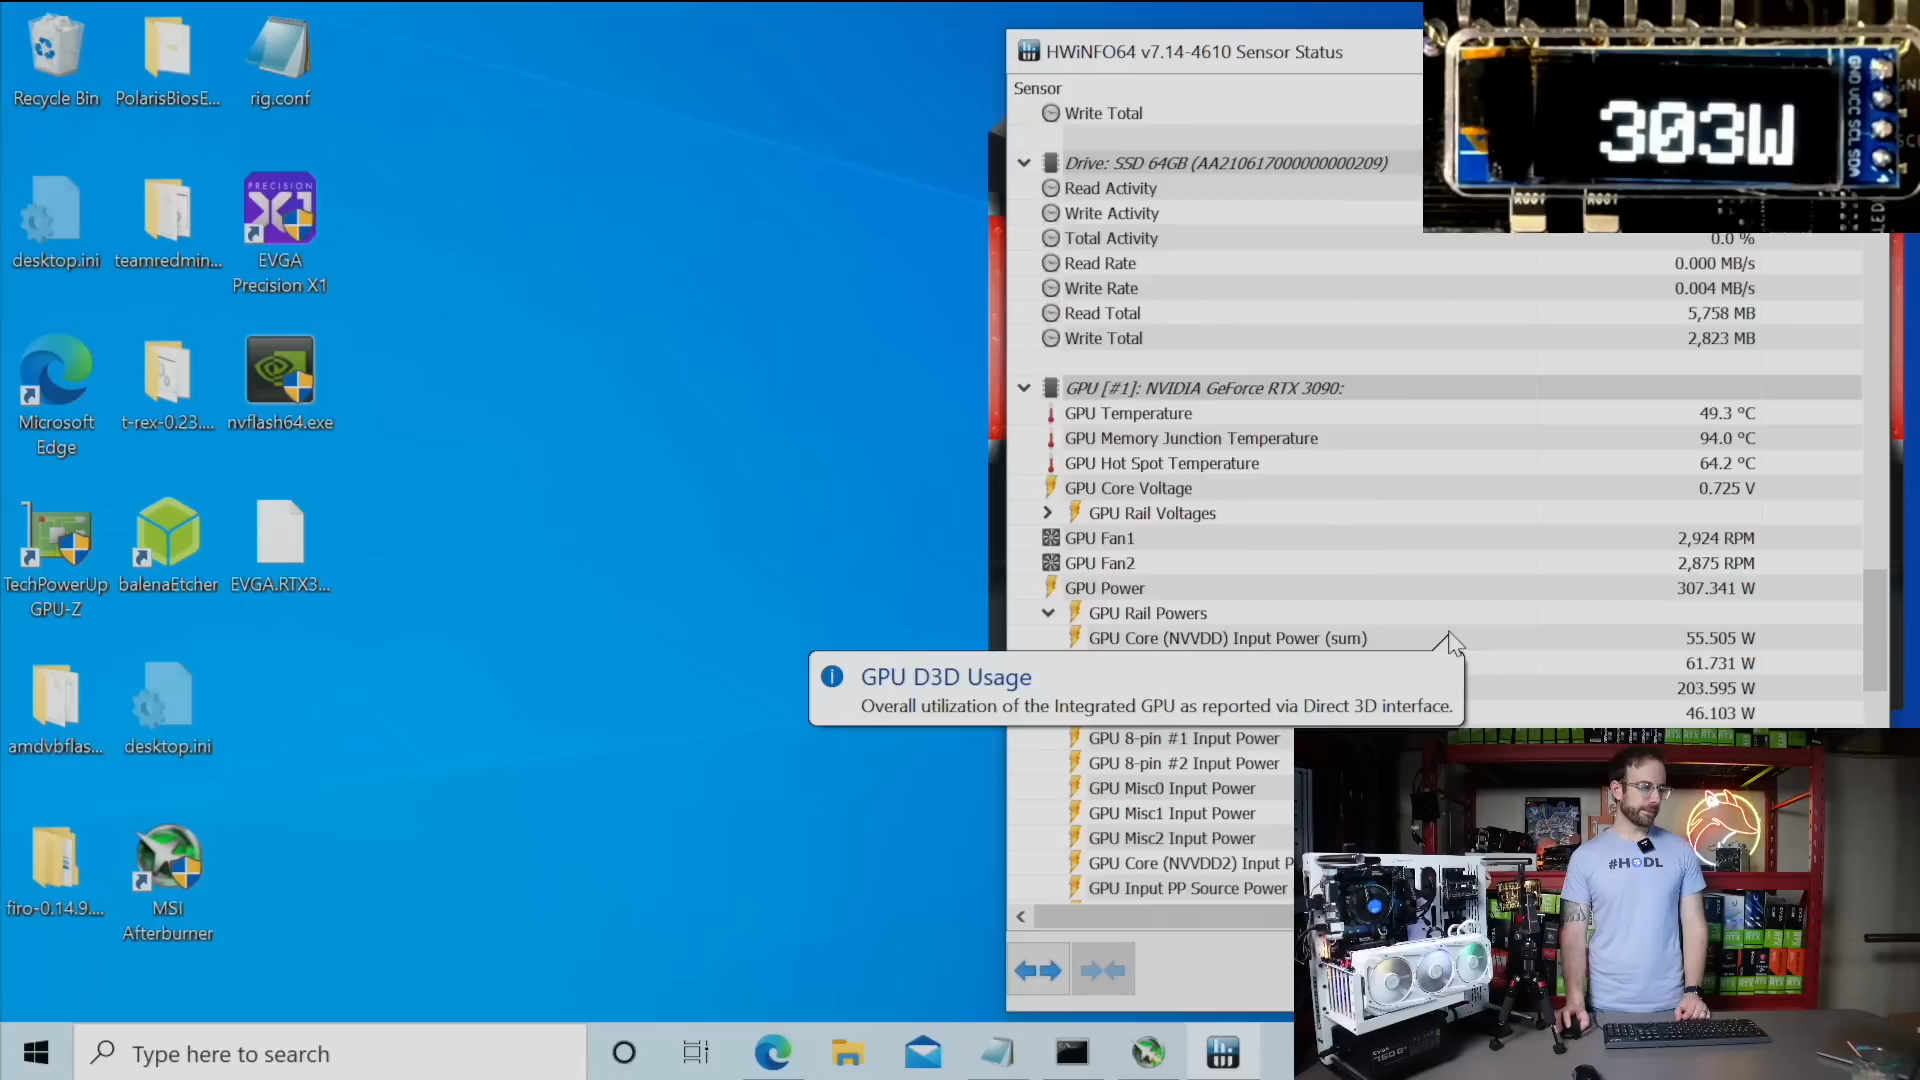 Recycle Bin
PolarisBiosE...
rig.conf
desktop.ini
teamredmin...
PRECISION
X1
EVGA
Precision X1
Microsoft
Edge
t-rex-0.23....
nvflash64.exe
TechPowerUp
GPU-Z
balenaEtcher
EVGA.RTX3...
amdvbflas...
desktop.ini
firo-0.14.9....
MSI
Afterburner
Type here to search
HWiNFO64 v7.14-4610 Sensor Status
Sensor
Write Total
Drive: SSD 64GB (AA210617000000000209)
Read Activity
Write Activity
Total Activity 0.0 %
Read Rate 0.000 MB/s
Write Rate 0.004 MB/s
Read Total 5,758 MB
Write Total 2,823 MB
GPU [#1]: NVIDIA GeForce RTX 3090:
GPU Temperature 49.3 °C
GPU Memory Junction Temperature 94.0 °C
GPU Hot Spot Temperature 64.2 °C
GPU Core Voltage 0.725 V
GPU Rail Voltages
GPU Fan1 2,924 RPM
GPU Fan2 2,875 RPM
GPU Power 307.341 W
GPU Rail Powers
GPU Core (NVVDD) Input Power (sum) 55.505 W
61.731 W
203.595 W
46.103 W
GPU D3D Usage
Overall utilization of the Integrated GPU as reported via Direct 3D interface.
GPU 8-pin #1 Input Power
GPU 8-pin #2 Input Power
GPU Misc0 Input Power
GPU Misc1 Input Power
GPU Misc2 Input Power
GPU Core (NVVDD2) Input P
GPU Input PP Source Power
303W
GND VCC SCL SDA
R007
R007
#HODL